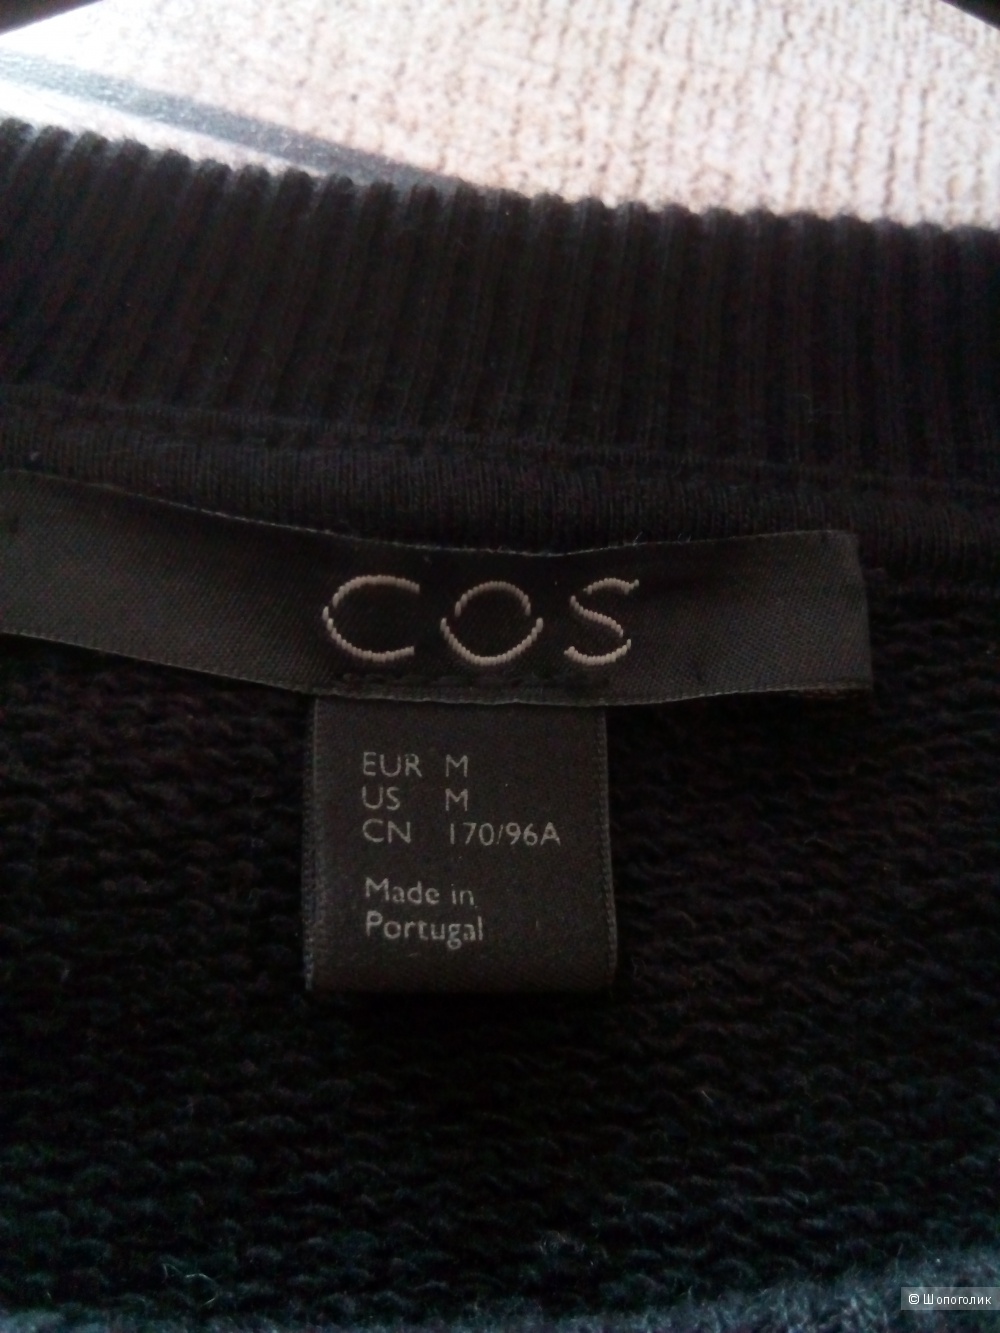 COS
EUR M
US M
CN 170/96A
Made in
Portugal
© Шопоголик